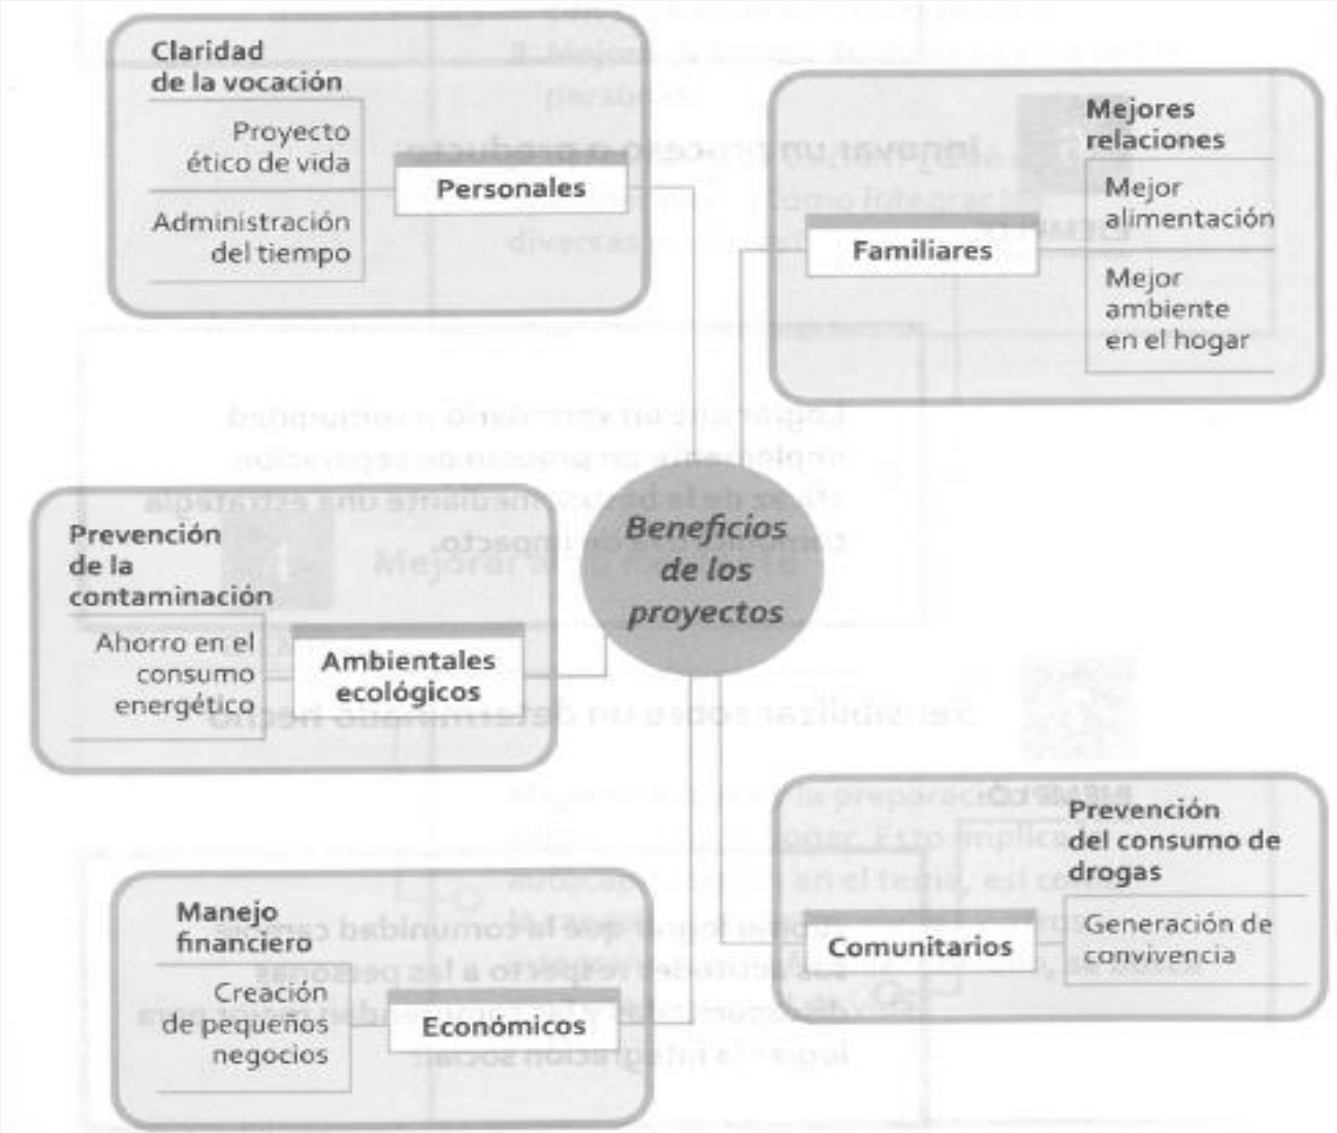 Claridad
de la vocación
Proyecto
ético de vida
Administración
del tiempo
Personales
Mejores
relaciones
Mejor
alimentación
Mejor
ambiente
en el hogar
Familiares
Beneficios
de los
proyectos
Prevención
de la
contaminación
Ahorro en el
consumo
energético
Ambientales
ecológicos
Manejo
financiero
Creación
de pequeños
negocios
Económicos
Prevención
del consumo de
drogas
Generación de
convivencia
Comunitarios